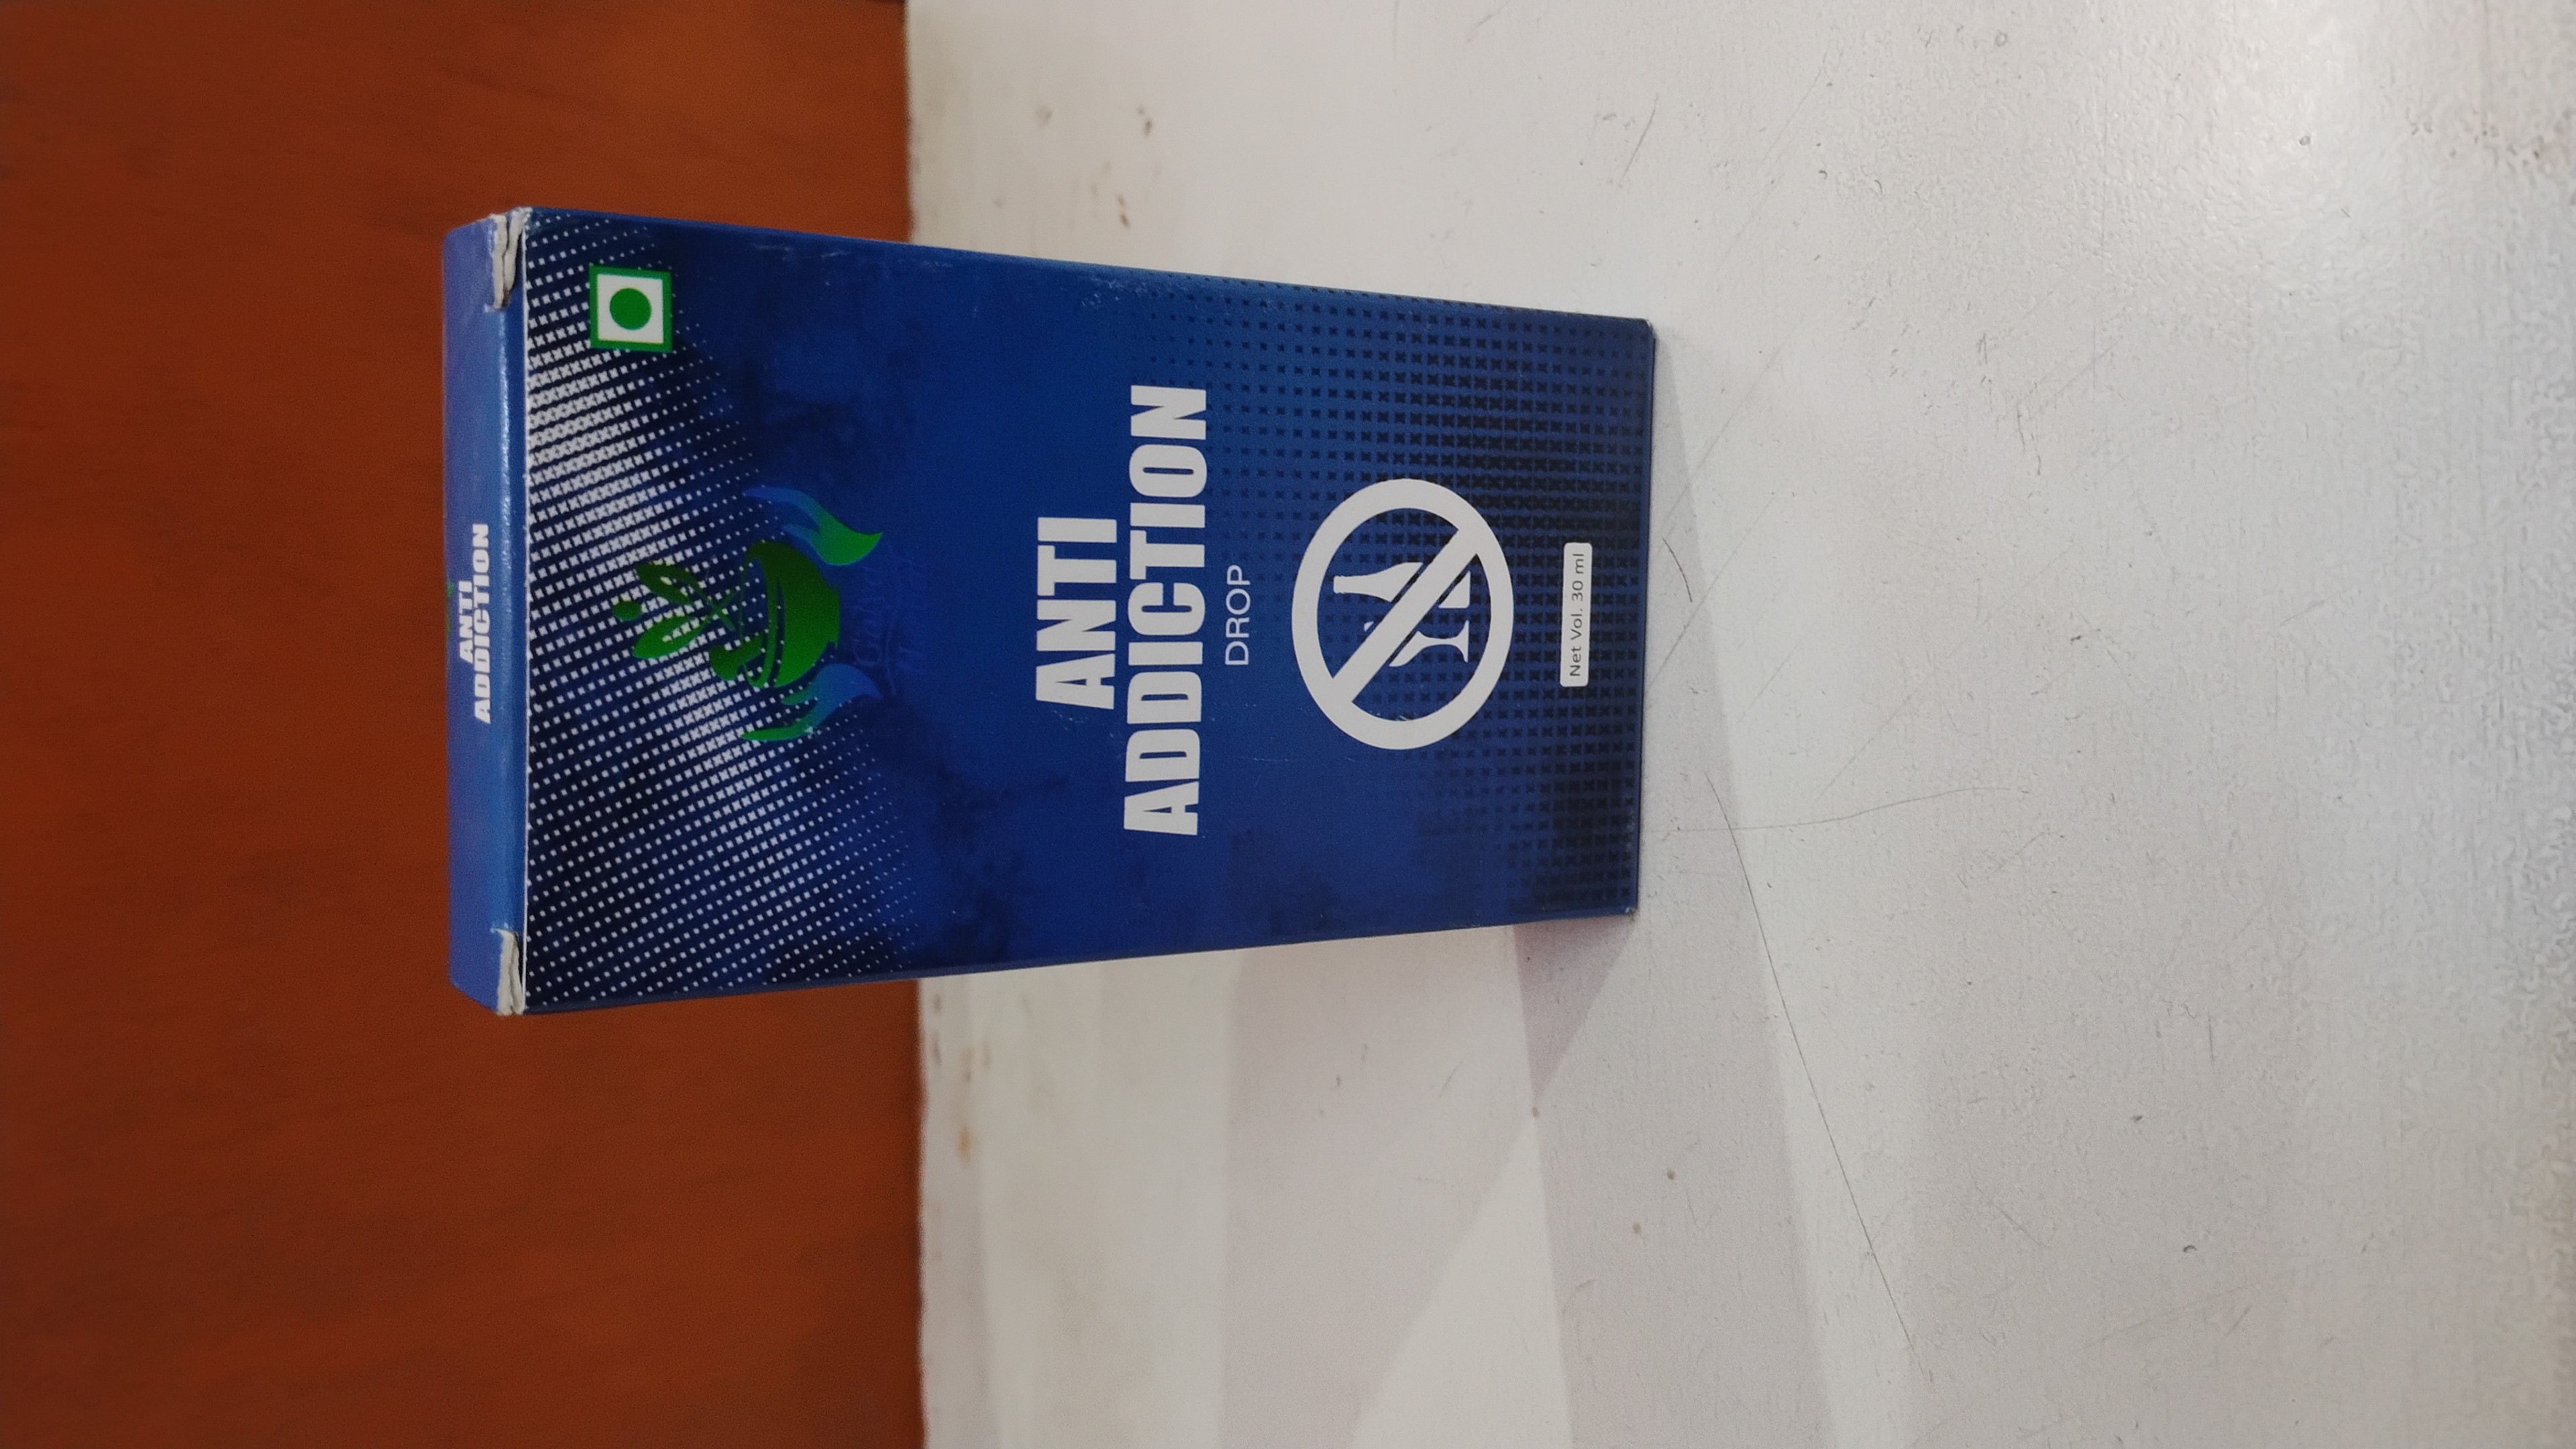 ANTI
ADDICTION
ANTI
ADDICTION
DROP
Net Vol. 30 ml